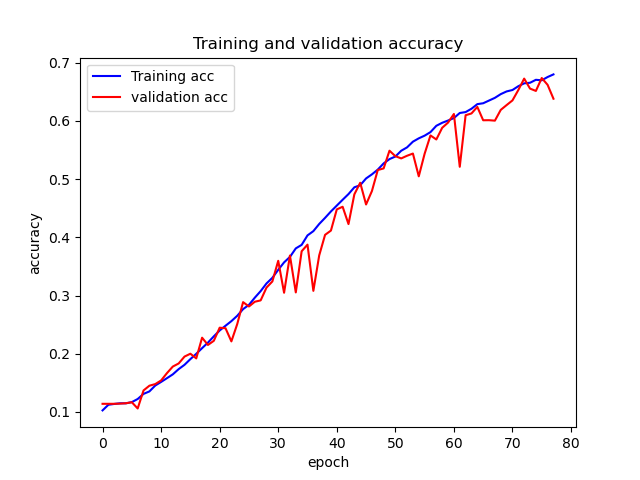 Training and validation accuracy
Training acc
validation acc
accuracy
0.7
0.6
0.5
0.4
0.3
0.2
0.1
0 10 20 30 40 50 60 70 80
epoch